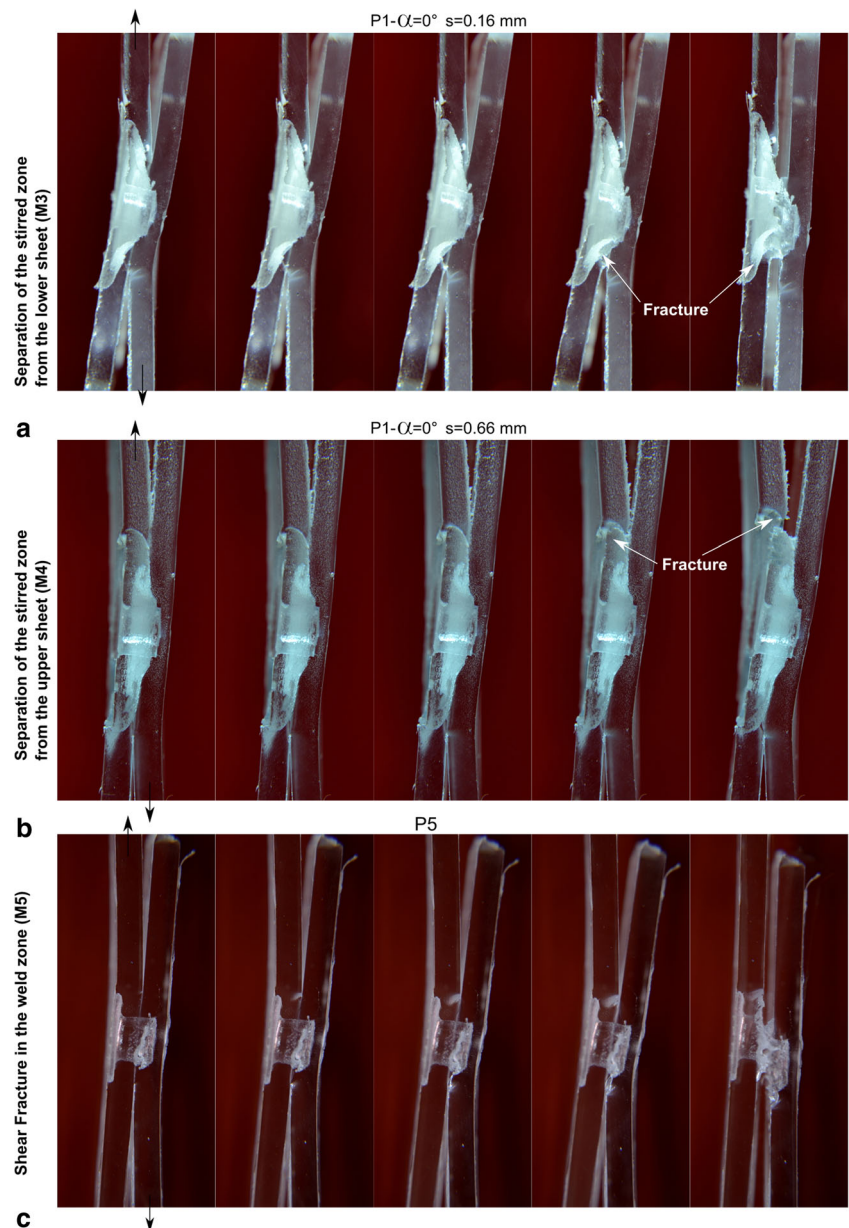 P1-α=0° s=0.16 mm
Separation of the stirred zone
from the lower sheet (M3)
Fracture
a
P1-α=0° s=0.66 mm
Separation of the stirred zone
from the upper sheet (M4)
Fracture
b
P5
Shear Fracture in the weld zone (M5)
c